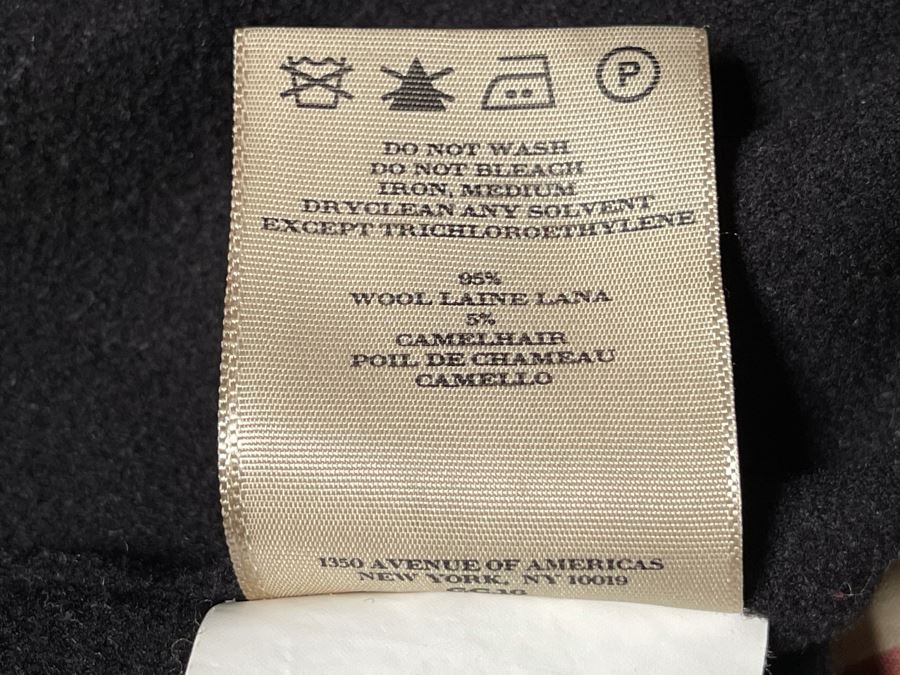 P
DO NOT WASH
DO NOT BLEACH
IRON, MEDIUM
DRYCLEAN ANY SOLVENT
EXCEPT TRICHLOROETHYLENE
95%
WOOL LAINE LANA
5%
CAMELHAIR
POIL DE CHAMEAU
CAMELLO
1350 AVENUE OF AMERICAS
NEW YORK, NY 10019